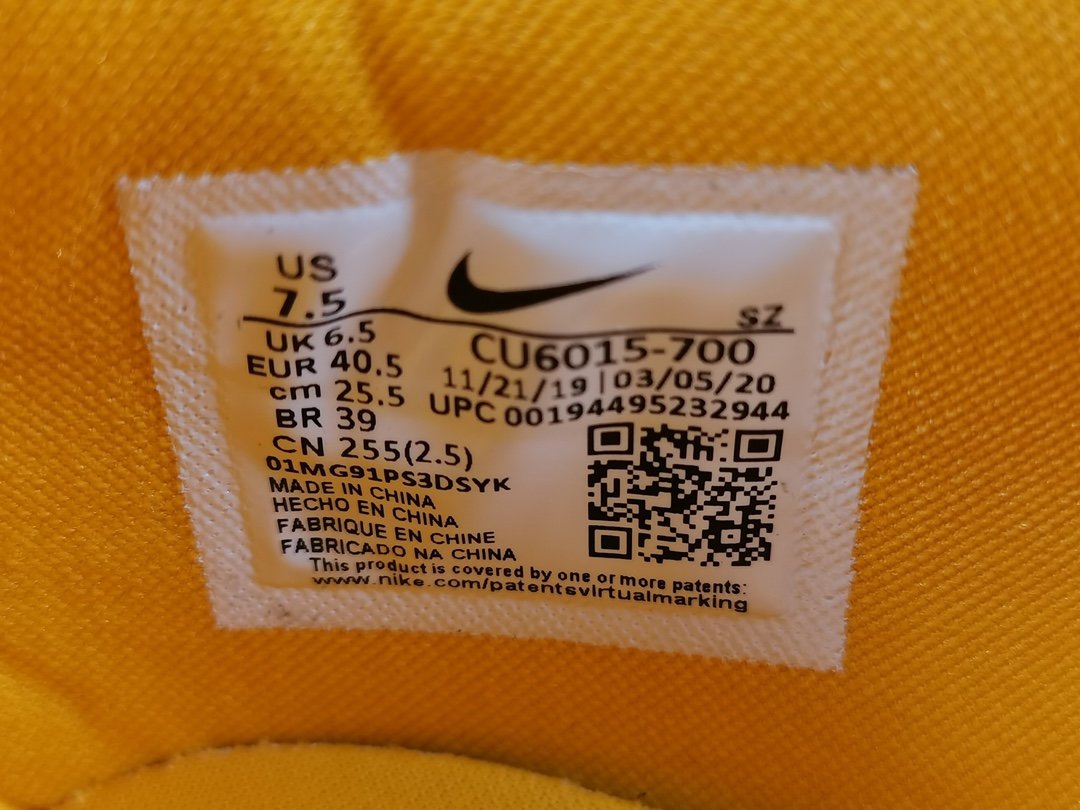 US
7.5
SZ
UK 6.5
EUR 40.5
cm 25.5
BR 39
CN 255(2.5)
CU6015-700
11/21/19 | 03/05/20
UPC 00194495232944
01MG91PS3DSYK
MADE IN CHINA
HECHO EN CHINA
FABRIQUE EN CHINE
FABRICADO NA CHINA
This product is covered by one or more patents:
www.nike.com/patentsvirtualmarking